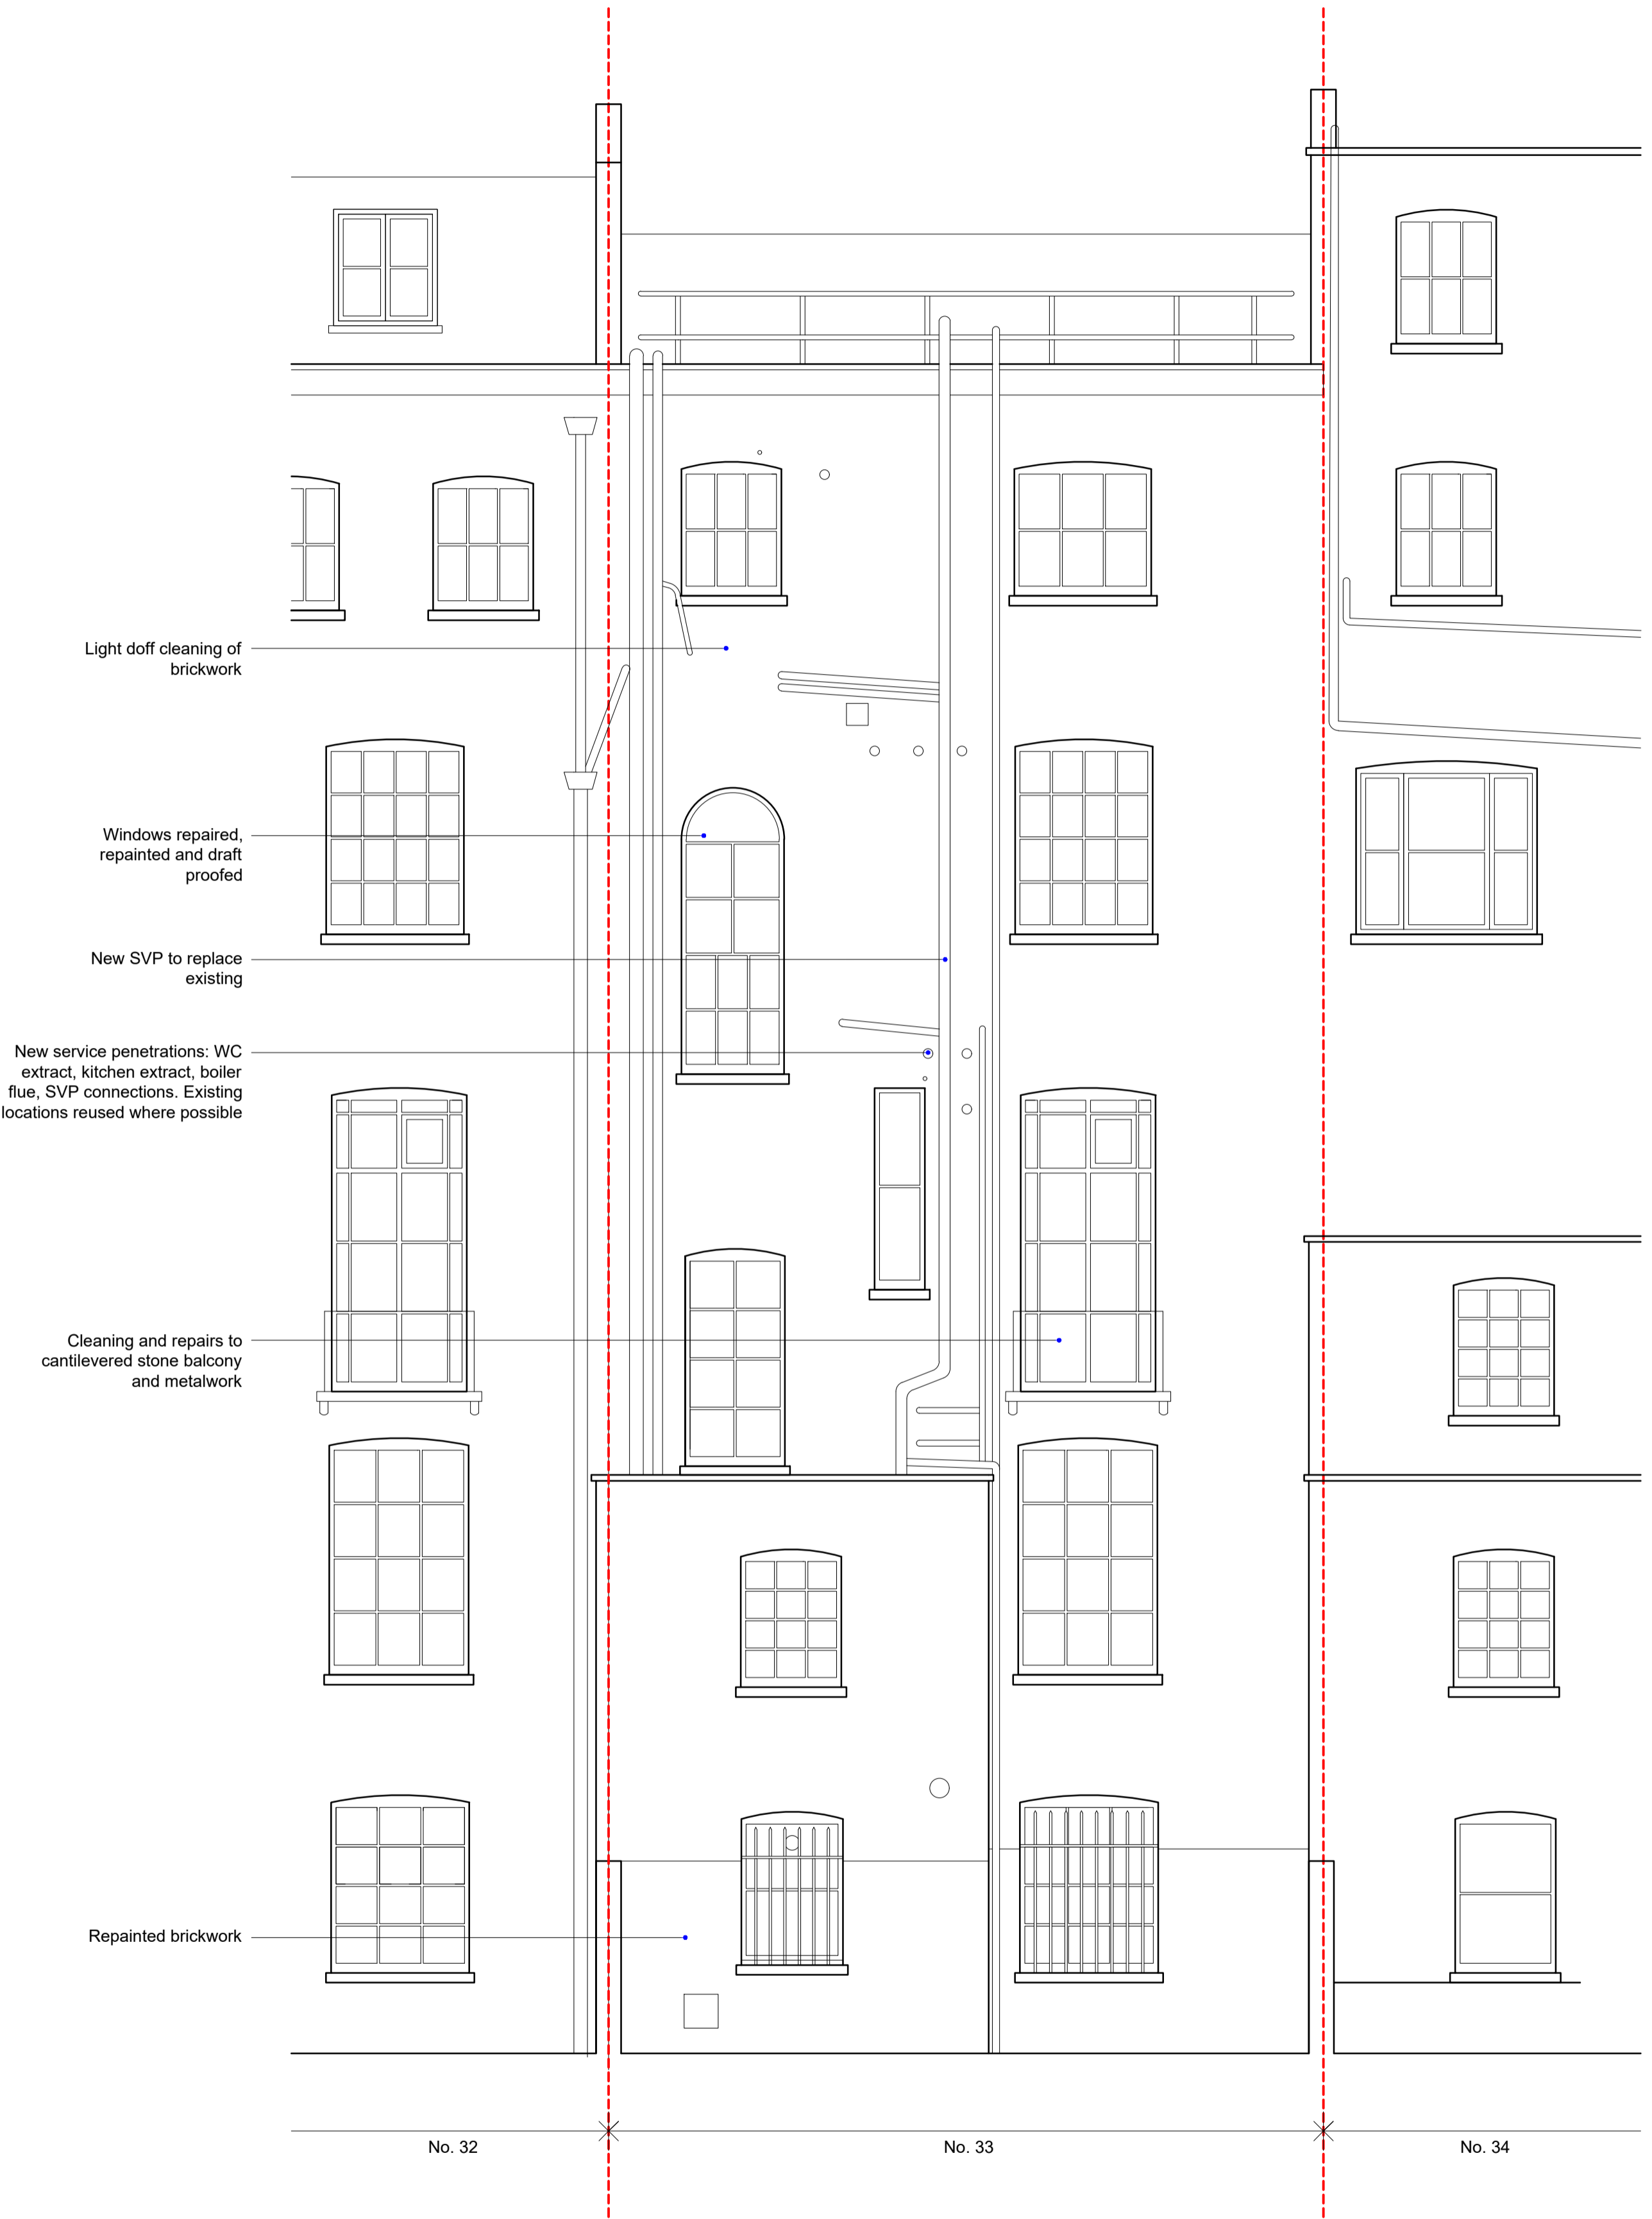 Light doff cleaning of
brickwork
Windows repaired,
repainted and draft
proofed
New SVP to replace
existing
New service penetrations: WC
extract, kitchen extract, boiler
flue, SVP connections. Existing
locations reused where possible
Cleaning and repairs to
cantilevered stone balcony
and metalwork
Repainted brickwork
No. 32
No. 33
No. 34